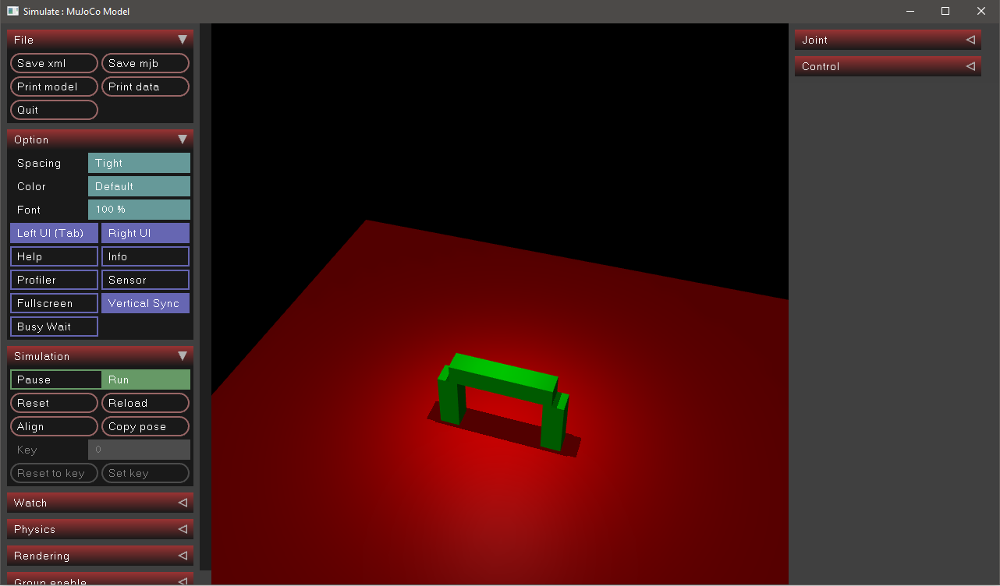 Simulate : MuJoCo Model
File
Save xml Save mjb
Print model Print data
Quit
Option
Spacing Tight
Color Default
Font 100 %
Left UI (Tab) Right UI
Help Info
Profiler Sensor
Fullscreen Vertical Sync
Busy Wait
Simulation
Pause Run
Reset Reload
Align Copy pose
Key 0
Reset to key Set key
Watch
Physics
Rendering
Group enable
Joint
Control